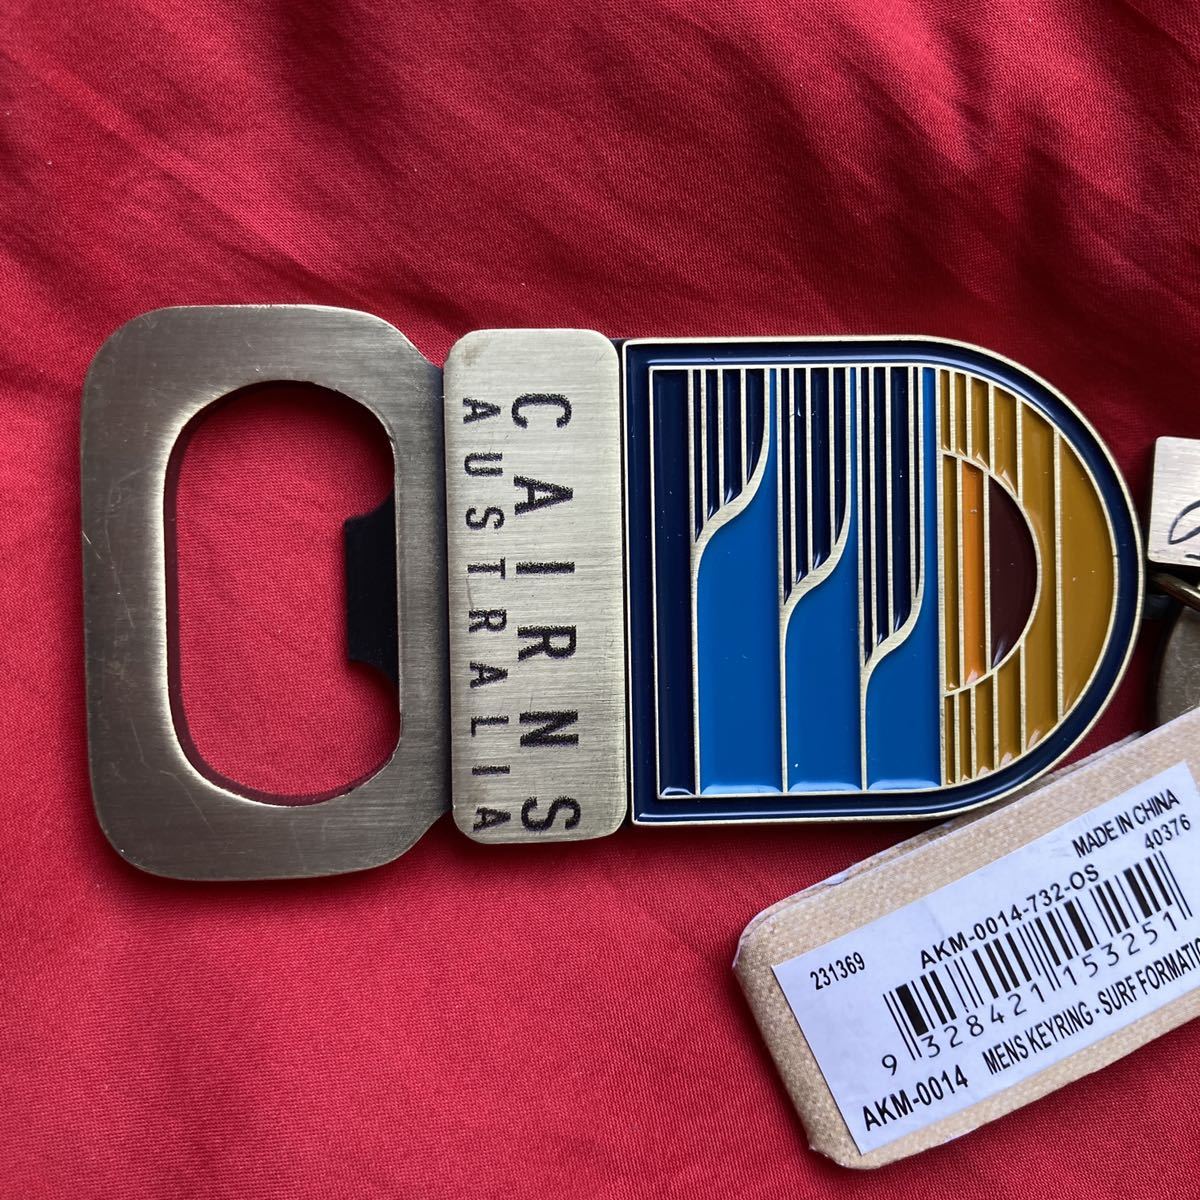 CAIRNS
AUSTRALIA
MADE IN CHINA
40376
231369
AKM-0014-732-OS
9 328421 153251
AKM-0014 MENS KEYRING - SURF